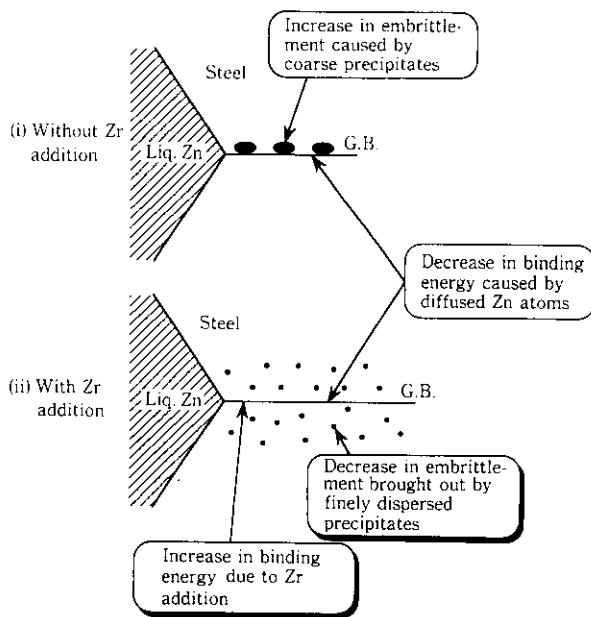 Increase in embrittle-
ment caused by
coarse precipitates
Steel
(i) Without Zr
addition
Liq. Zn
G.B.
Decrease in binding
energy caused by
diffused Zn atoms
Steel
(ii) With Zr
addition
Liq. Zn
G.B.
Decrease in embrittle-
ment brought out by
finely dispersed
precipitates
Increase in binding
energy due to Zr
addition